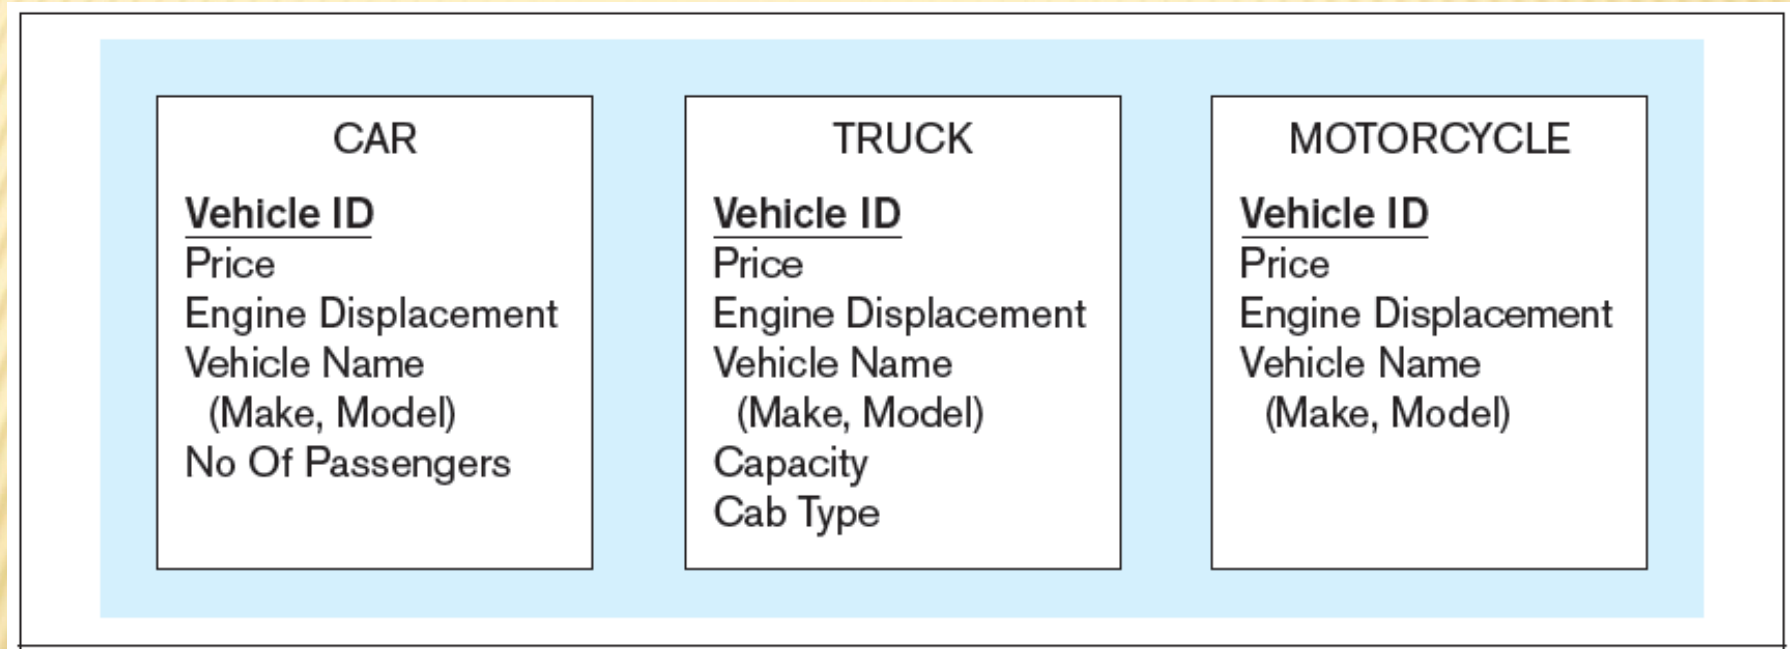 CAR
Vehicle ID
Price
Engine Displacement
Vehicle Name
(Make, Model)
No Of Passengers
TRUCK
Vehicle ID
Price
Engine Displacement
Vehicle Name
(Make, Model)
Capacity
Cab Type
MOTORCYCLE
Vehicle ID
Price
Engine Displacement
Vehicle Name
(Make, Model)